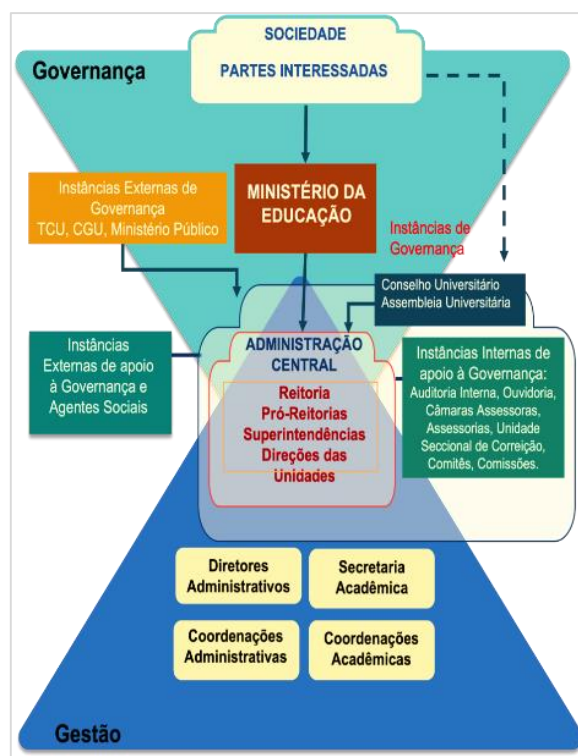 SOCIEDADE
PARTES INTERESSADAS
Governança
Instâncias Externas de
Governança
TCU, CGU, Ministério Público
MINISTÉRIO DA
EDUCAÇÃO
Instâncias de
Governança
Conselho Universitário
Assembleia Universitária
Instâncias
Externas de apoio
à Governança e
Agentes Sociais
ADMINISTRAÇÃO
CENTRAL
Reitoria
Pró-Reitorias
Superintendências
Direções das
Unidades
Instâncias Internas de
apoio à Governança:
Auditoria Interna, Ouvidoria,
Câmaras Assessoras,
Assessorias, Unidade
Seccional de Correição,
Comitês, Comissões.
Diretores
Administrativos
Secretaria
Acadêmica
Coordenações
Administrativas
Coordenações
Acadêmicas
Gestão